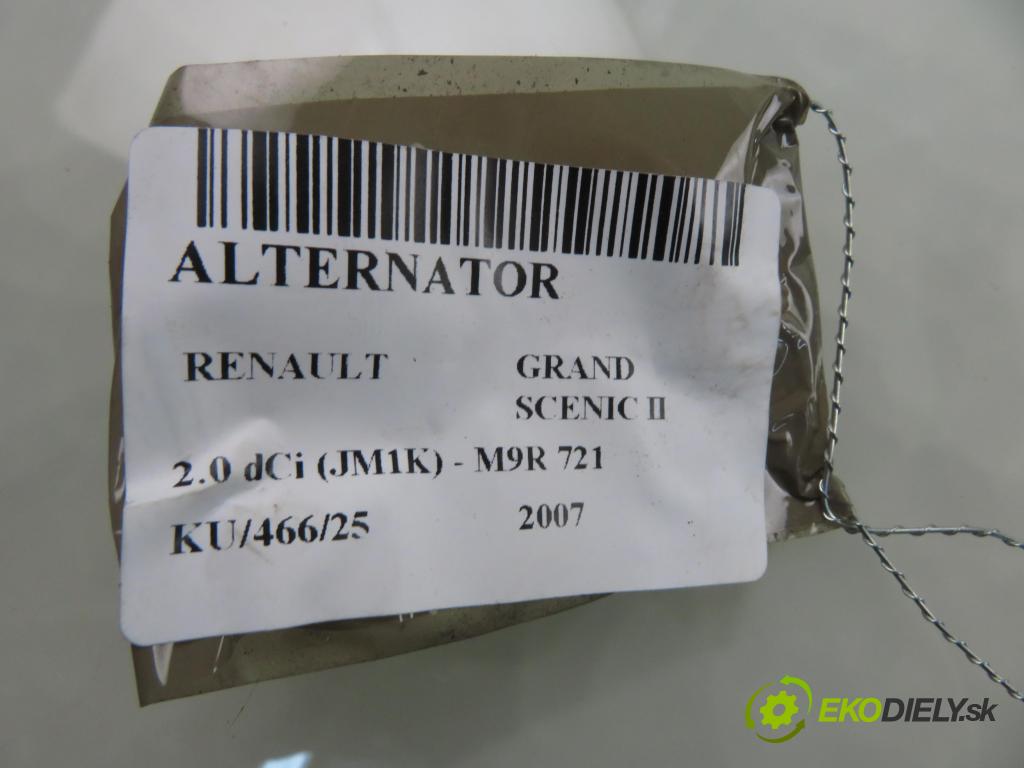 ALTERNATOR
RENAULT GRAND SCENIC II
2.0 dCi (JM1K) - M9R 721
KU/466/25 2007
EKODIELY.sk